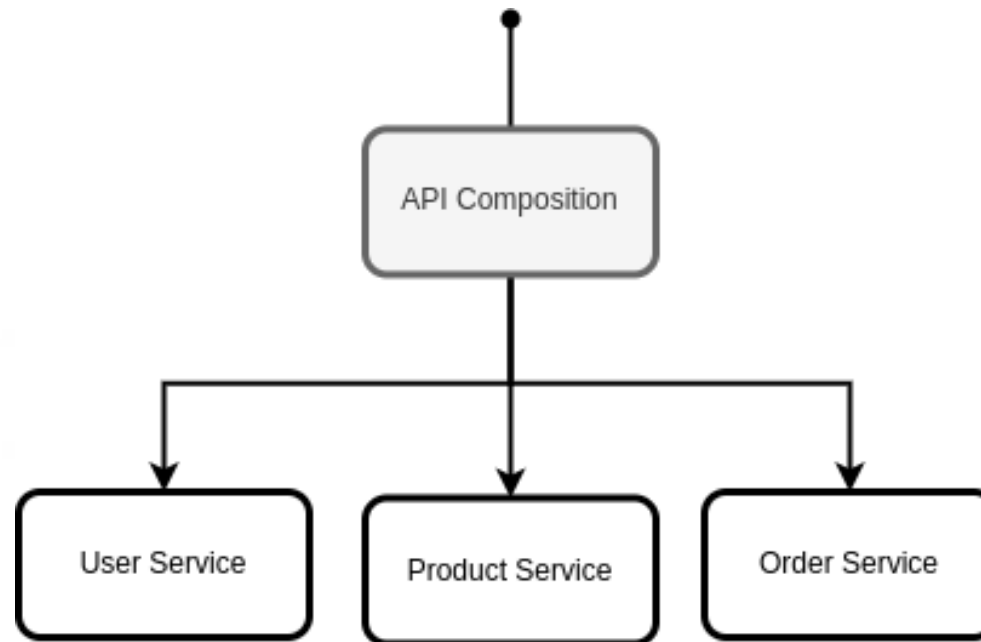 API Composition
User Service
Product Service
Order Service